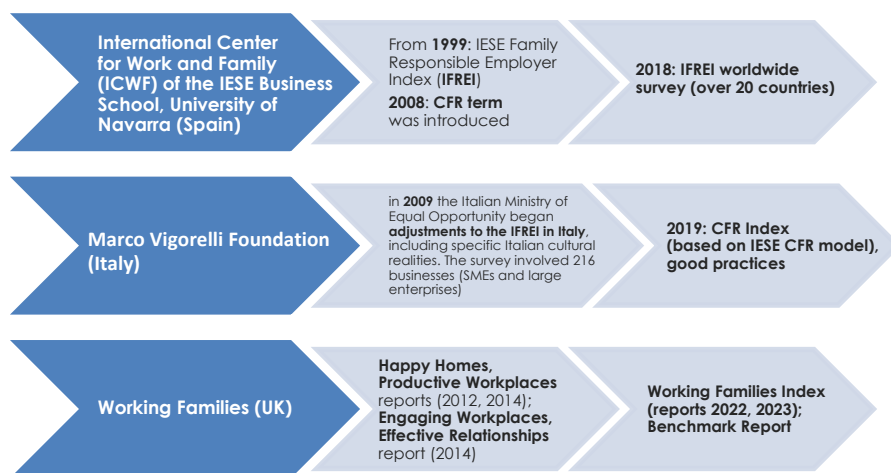 International Center
for Work and Family
(ICWF) of the IESE Business
School, University of
Navarra (Spain)
From 1999: IESE Family
Responsible Employer
Index (IFREI)
2008: CFR term
was introduced
2018: IFREI worldwide
survey (over 20 countries)
Marco Vigorelli Foundation
(Italy)
in 2009 the Italian Ministry of
Equal Opportunity began
adjustments to the IFREI in Italy,
including specific Italian cultural
realities. The survey involved 216
businesses (SMEs and large
enterprises)
2019: CFR Index
(based on IESE CFR model),
good practices
Working Families (UK)
Happy Homes,
Productive Workplaces
reports (2012, 2014);
Engaging Workplaces,
Effective Relationships
report (2014)
Working Families Index
(reports 2022, 2023);
Benchmark Report